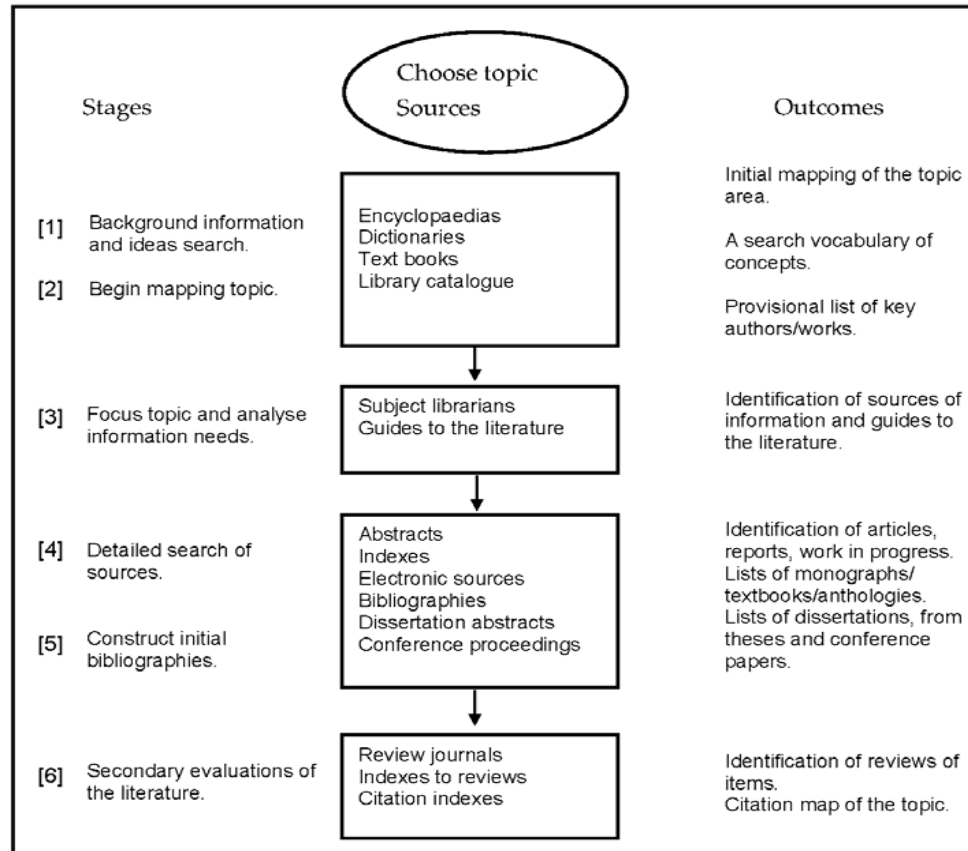 Choose topic
Sources
Stages
Outcomes
[1] Background information
and ideas search.
[2] Begin mapping topic.
Encyclopaedias
Dictionaries
Text books
Library catalogue
Initial mapping of the topic
area.
A search vocabulary of
concepts.
Provisional list of key
authors/works.
[3] Focus topic and analyse
information needs.
Subject librarians
Guides to the literature
Identification of sources of
information and guides to
the literature.
[4] Detailed search of
sources.
[5] Construct initial
bibliographies.
Abstracts
Indexes
Electronic sources
Bibliographies
Dissertation abstracts
Conference proceedings
Identification of articles,
reports, work in progress.
Lists of monographs/
textbooks/anthologies.
Lists of dissertations, from
theses and conference
papers.
[6] Secondary evaluations of
the literature.
Review journals
Indexes to reviews
Citation indexes
Identification of reviews of
items.
Citation map of the topic.